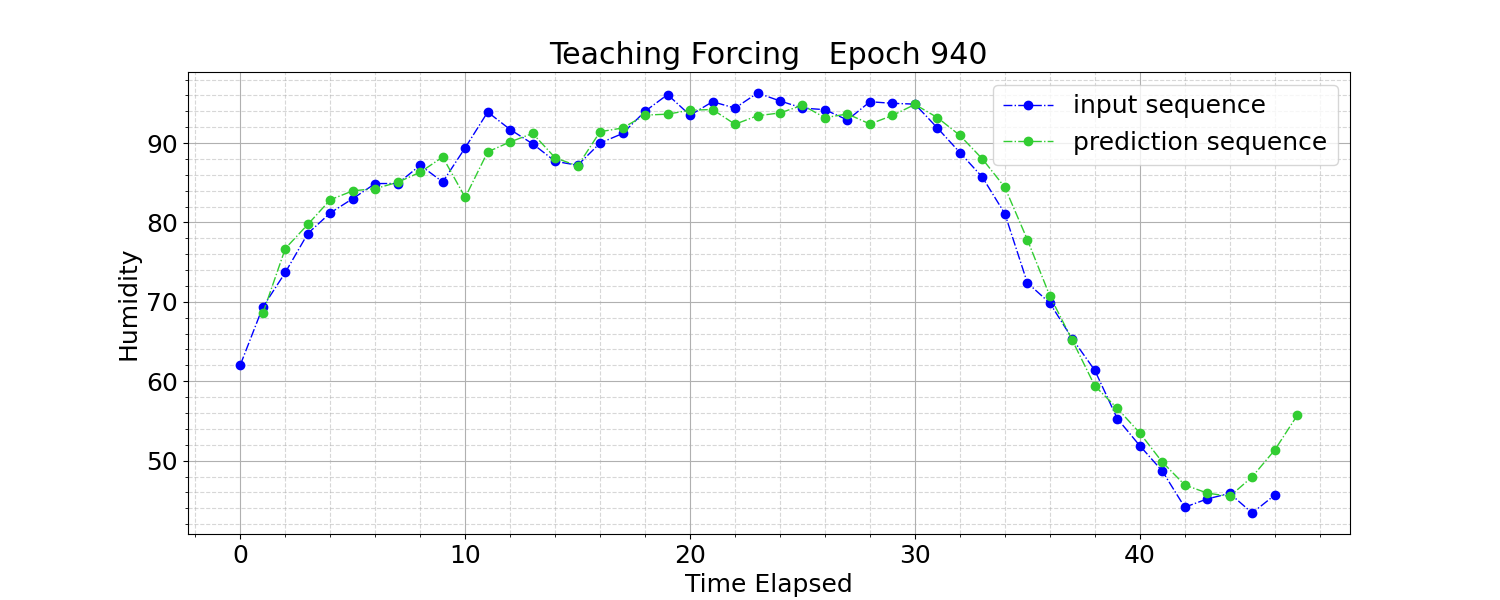 Teaching Forcing   Epoch 940
input sequence
prediction sequence
Humidity
90
80
70
60
50
0 10 20 30 40
Time Elapsed